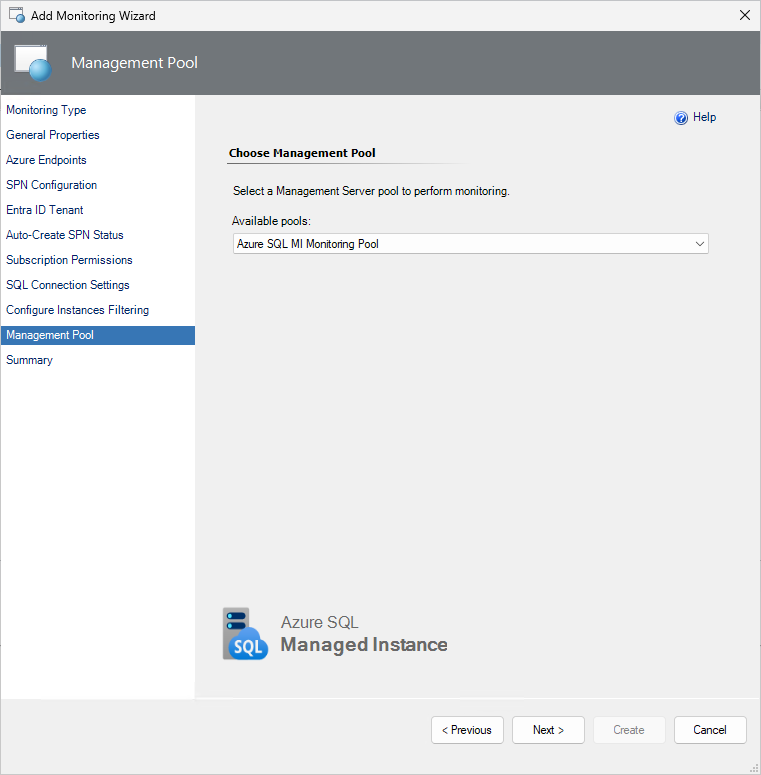 Add Monitoring Wizard
Management Pool
Monitoring Type
General Properties
Azure Endpoints
SPN Configuration
Entra ID Tenant
Auto-Create SPN Status
Subscription Permissions
SQL Connection Settings
Configure Instances Filtering
Management Pool
Summary
Help
Choose Management Pool
Select a Management Server pool to perform monitoring.
Available pools:
Azure SQL MI Monitoring Pool
SQL
Azure SQL
Managed Instance
< Previous
Next >
Create
Cancel